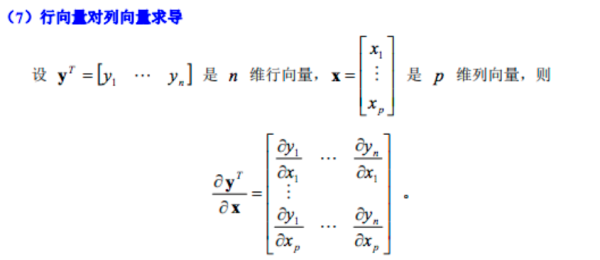 （7）行向量对列向量求导
设 $\mathbf{y}^T = [y_1 \cdots y_n]$ 是 $n$ 维行向量，$\mathbf{x} = \begin{bmatrix} x_1 \\ \vdots \\ x_p \end{bmatrix}$ 是 $p$ 维列向量，则
$\frac{\partial \mathbf{y}^T}{\partial \mathbf{x}} = \begin{bmatrix} \frac{\partial y_1}{\partial x_1} & \cdots & \frac{\partial y_n}{\partial x_1} \\ \vdots & & \\ \frac{\partial y_1}{\partial x_p} & \cdots & \frac{\partial y_n}{\partial x_p} \end{bmatrix}$。